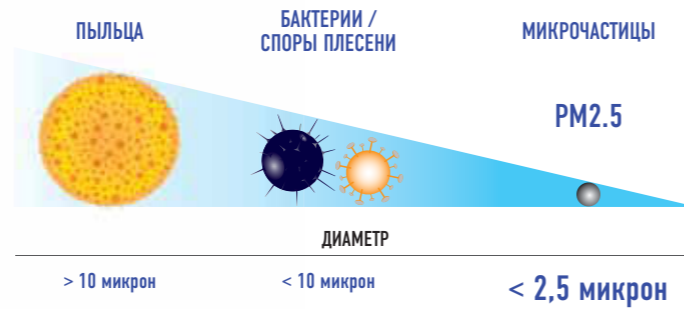 ПЫЛЬЦА
БАКТЕРИИ /
СПОРЫ ПЛЕСЕНИ
МИКРОЧАСТИЦЫ
PM2.5
ДИАМЕТР
> 10 микрон
< 10 микрон
< 2,5 микрон